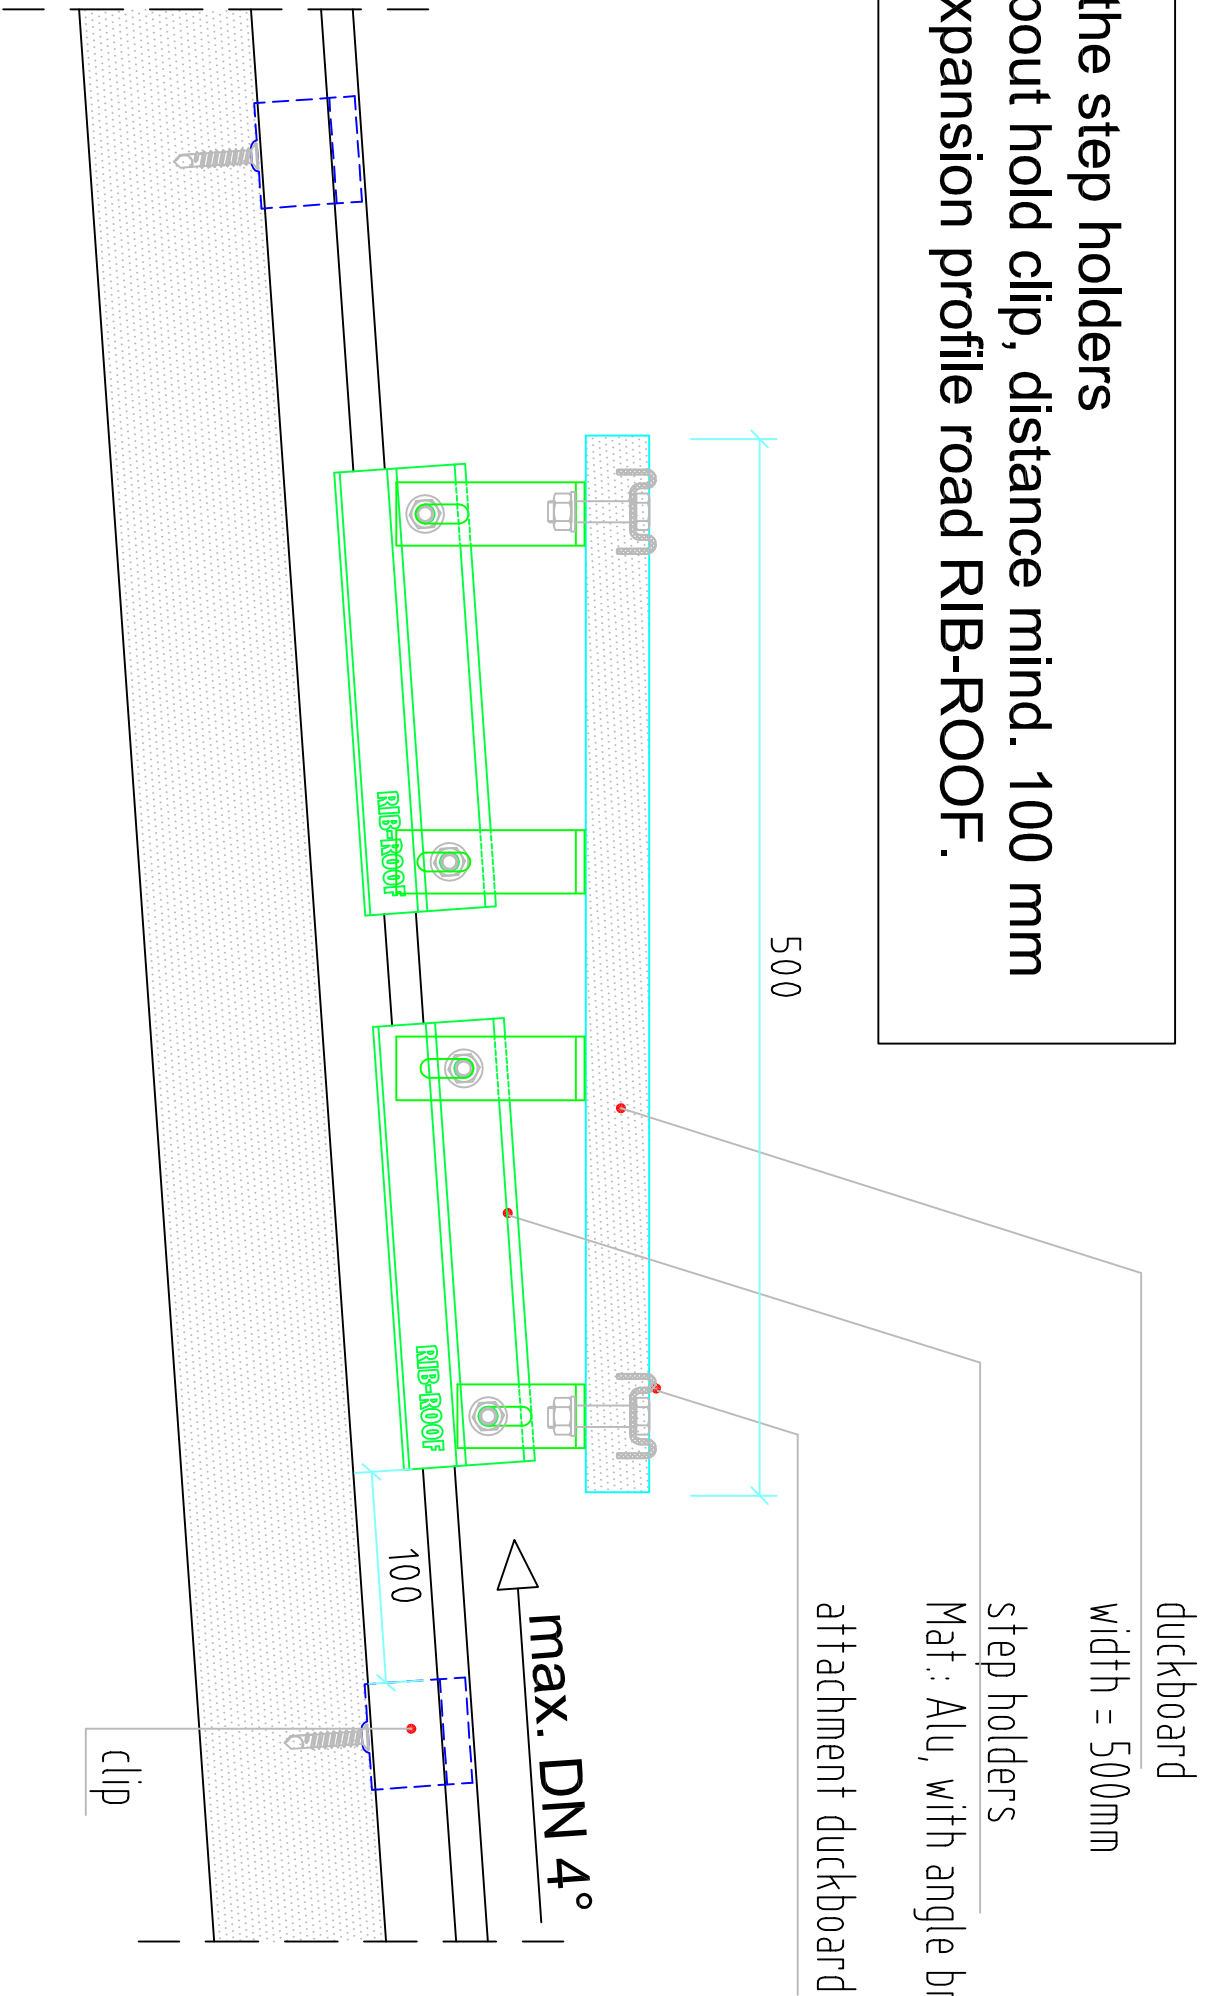 the step holders
bout hold clip, distance mind. 100 mm
xpansion profile road RIB-ROOF.
duckboard
width = 500mm
step holders
Mat.: Alu, with angle br
attachment duckboard
500
RIB-ROOF
RIB-ROOF
100
max. DN 4°
clip